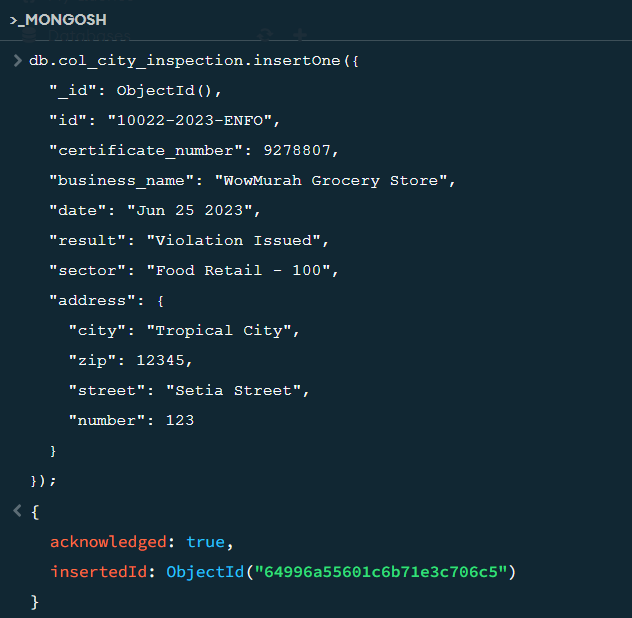 >_MONGOSH
> db.col_city_inspection.insertOne({
"_id": ObjectId(),
"id": "10022-2023-ENFO",
"certificate_number": 9278807,
"business_name": "WowMurah Grocery Store",
"date": "Jun 25 2023",
"result": "Violation Issued",
"sector": "Food Retail - 100",
"address": {
"city": "Tropical City",
"zip": 12345,
"street": "Setia Street",
"number": 123
}
});
< {
acknowledged: true,
insertedId: ObjectId("64996a55601c6b71e3c706c5")
}